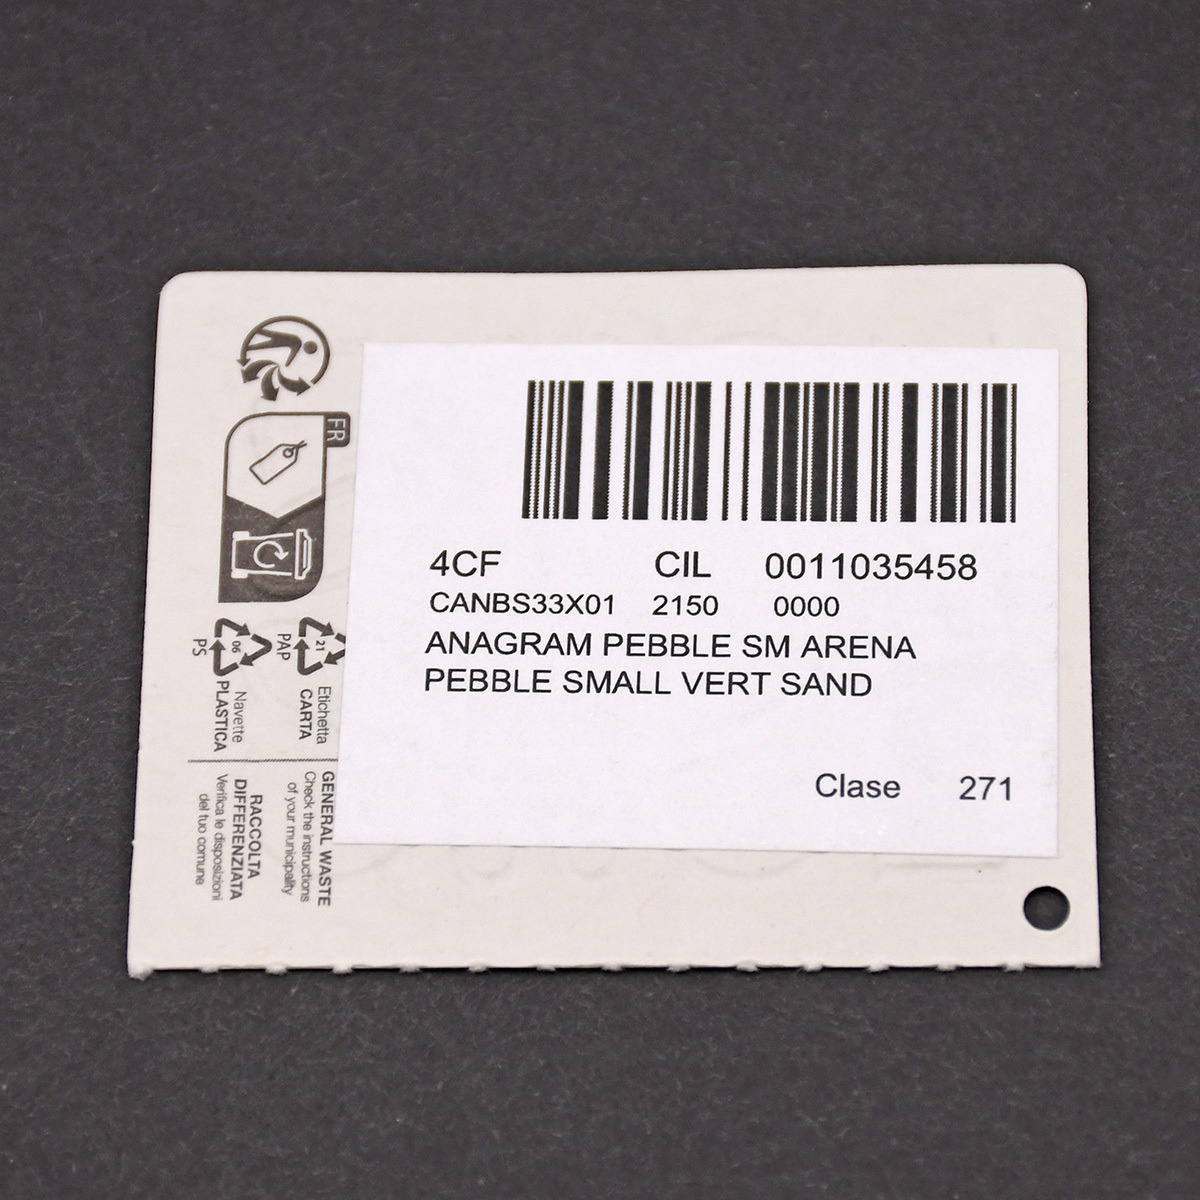 4CF CIL 0011035458
CANBS33X01 2150 0000
ANAGRAM PEBBLE SM ARENA
PEBBLE SMALL VERT SAND
Clase 271
FR
21
PAP
Etichetta
CARTA
06
PS
Navette
PLASTICA
GENERAL WASTE
Check the instructions
of your municipality
RACCOLTA
DIFFERENZIATA
Verifica le disposizioni
del tuo comune